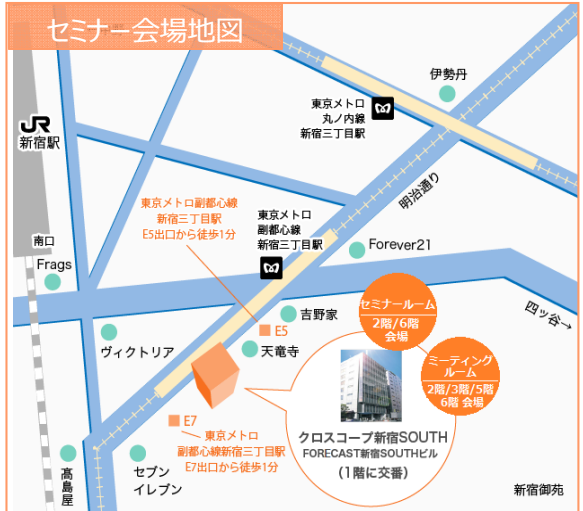 セミナー会場地図
伊勢丹
東京メトロ
丸ノ内線
新宿三丁目駅
JR
新宿駅
明治通り
東京メトロ副都心線
新宿三丁目駅
E5出口から徒歩1分
東京メトロ
副都心線
新宿三丁目駅
南口
Frags
Forever21
セミナールーム
2階/6階
会場
四ッ谷→
吉野家
E5
天竜寺
ヴィクトリア
ミーティング
ルーム
2階/3階/5階
6階 会場
E7
東京メトロ
副都心線新宿三丁目駅
E7出口から徒歩1分
クロスコープ新宿SOUTH
FORECAST新宿SOUTHビル
(1階に交番)
髙島屋
セブン
イレブン
新宿御苑